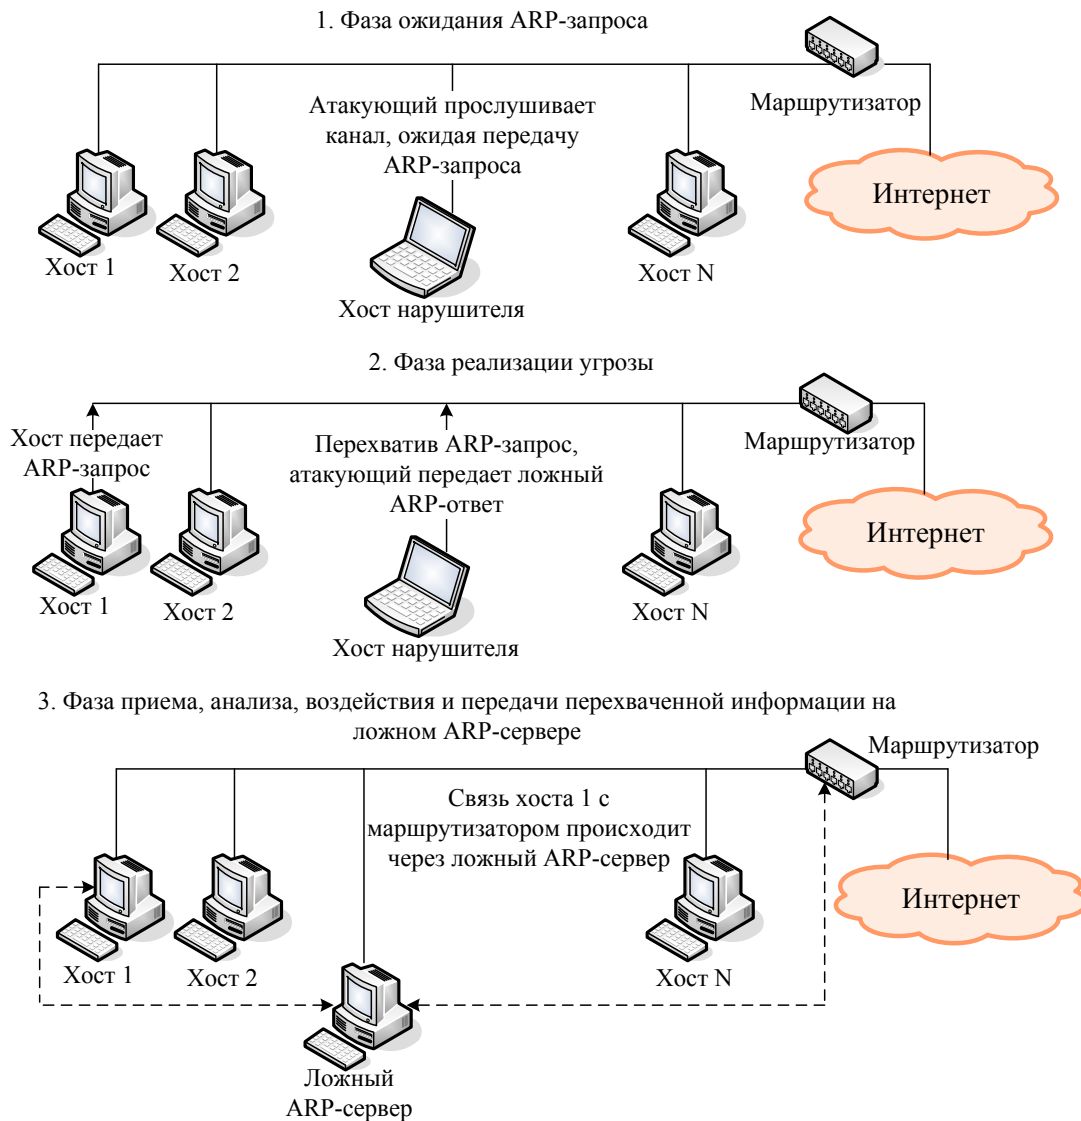 1. Фаза ожидания ARP-запроса
Маршрутизатор
Атакующий прослушивает
канал, ожидая передачу
ARP-запроса
Интернет
Хост 1
Хост 2
Хост N
Хост нарушителя
2. Фаза реализации угрозы
Хост передает
ARP-запрос
Перехватив ARP-запрос,
атакующий передает ложный
ARP-ответ
Маршрутизатор
Интернет
Хост 1
Хост 2
Хост N
Хост нарушителя
3. Фаза приема, анализа, воздействия и передачи перехваченной информации на
ложном ARP-сервере
Маршрутизатор
Связь хоста 1 с
маршрутизатором происходит
через ложный ARP-сервер
Интернет
Хост 1
Хост 2
Хост N
Ложный
ARP-сервер